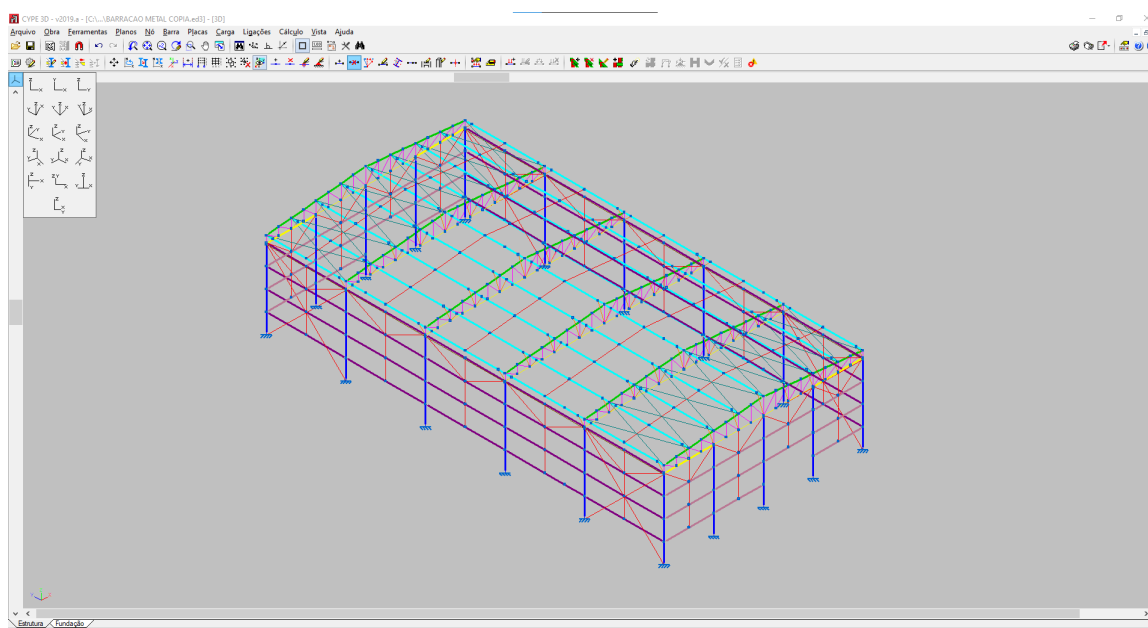 CYPE 3D - v2019.a - [C:\...\BARRACAO METAL COPIA.ed3] - [3D]
Arquivo Obra Ferramentas Planos Nó Barra Placas Carga Ligações Cálculo Vista Ajuda
Estrutura Fundação